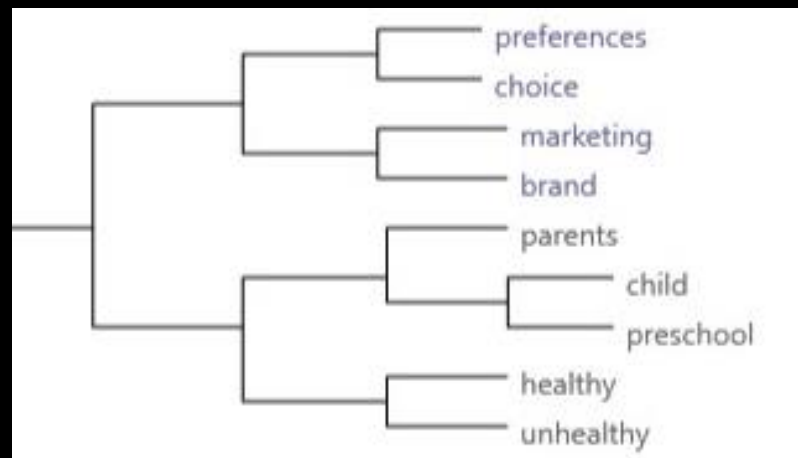 preferences
choice
marketing
brand
parents
child
preschool
healthy
unhealthy